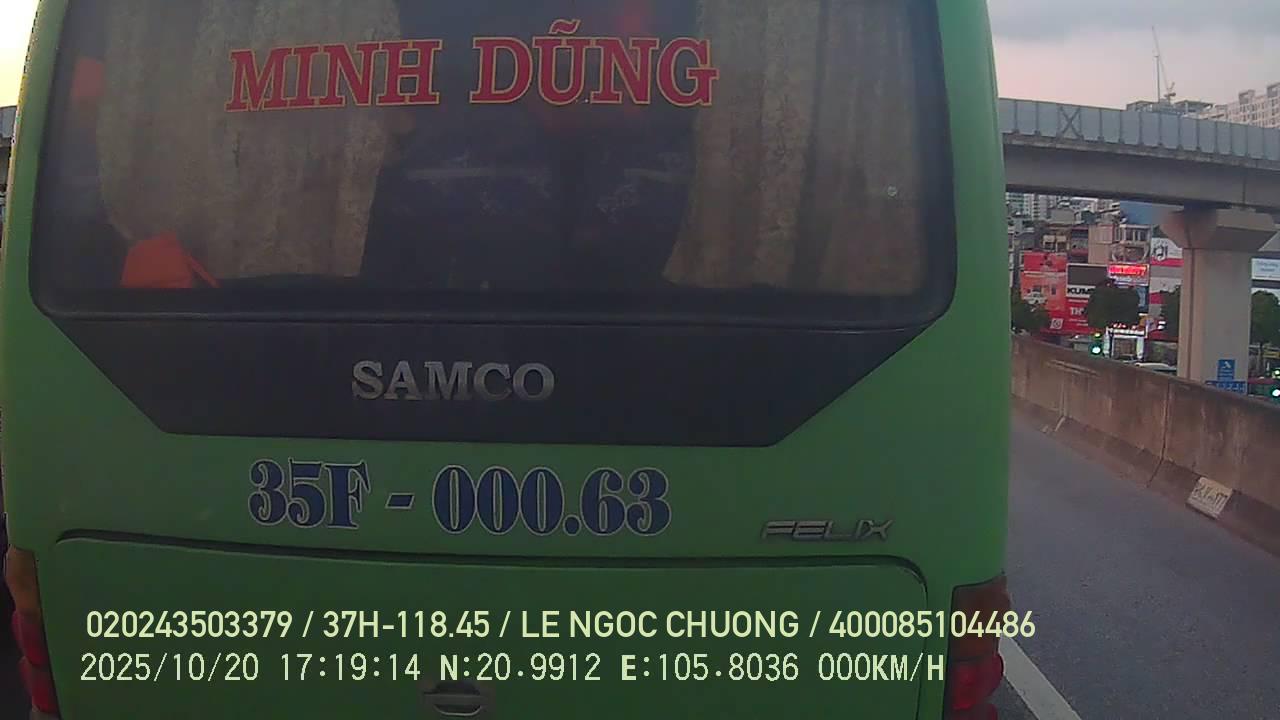 MINH DŨNG
SAMCO
35F - 000.63
FELIX
KUM
020243503379 / 37H-118.45 / LE NGOC CHUONG / 400085104486
2025/10/20 17:19:14 N:20.9912 E:105.8036 000KM/H